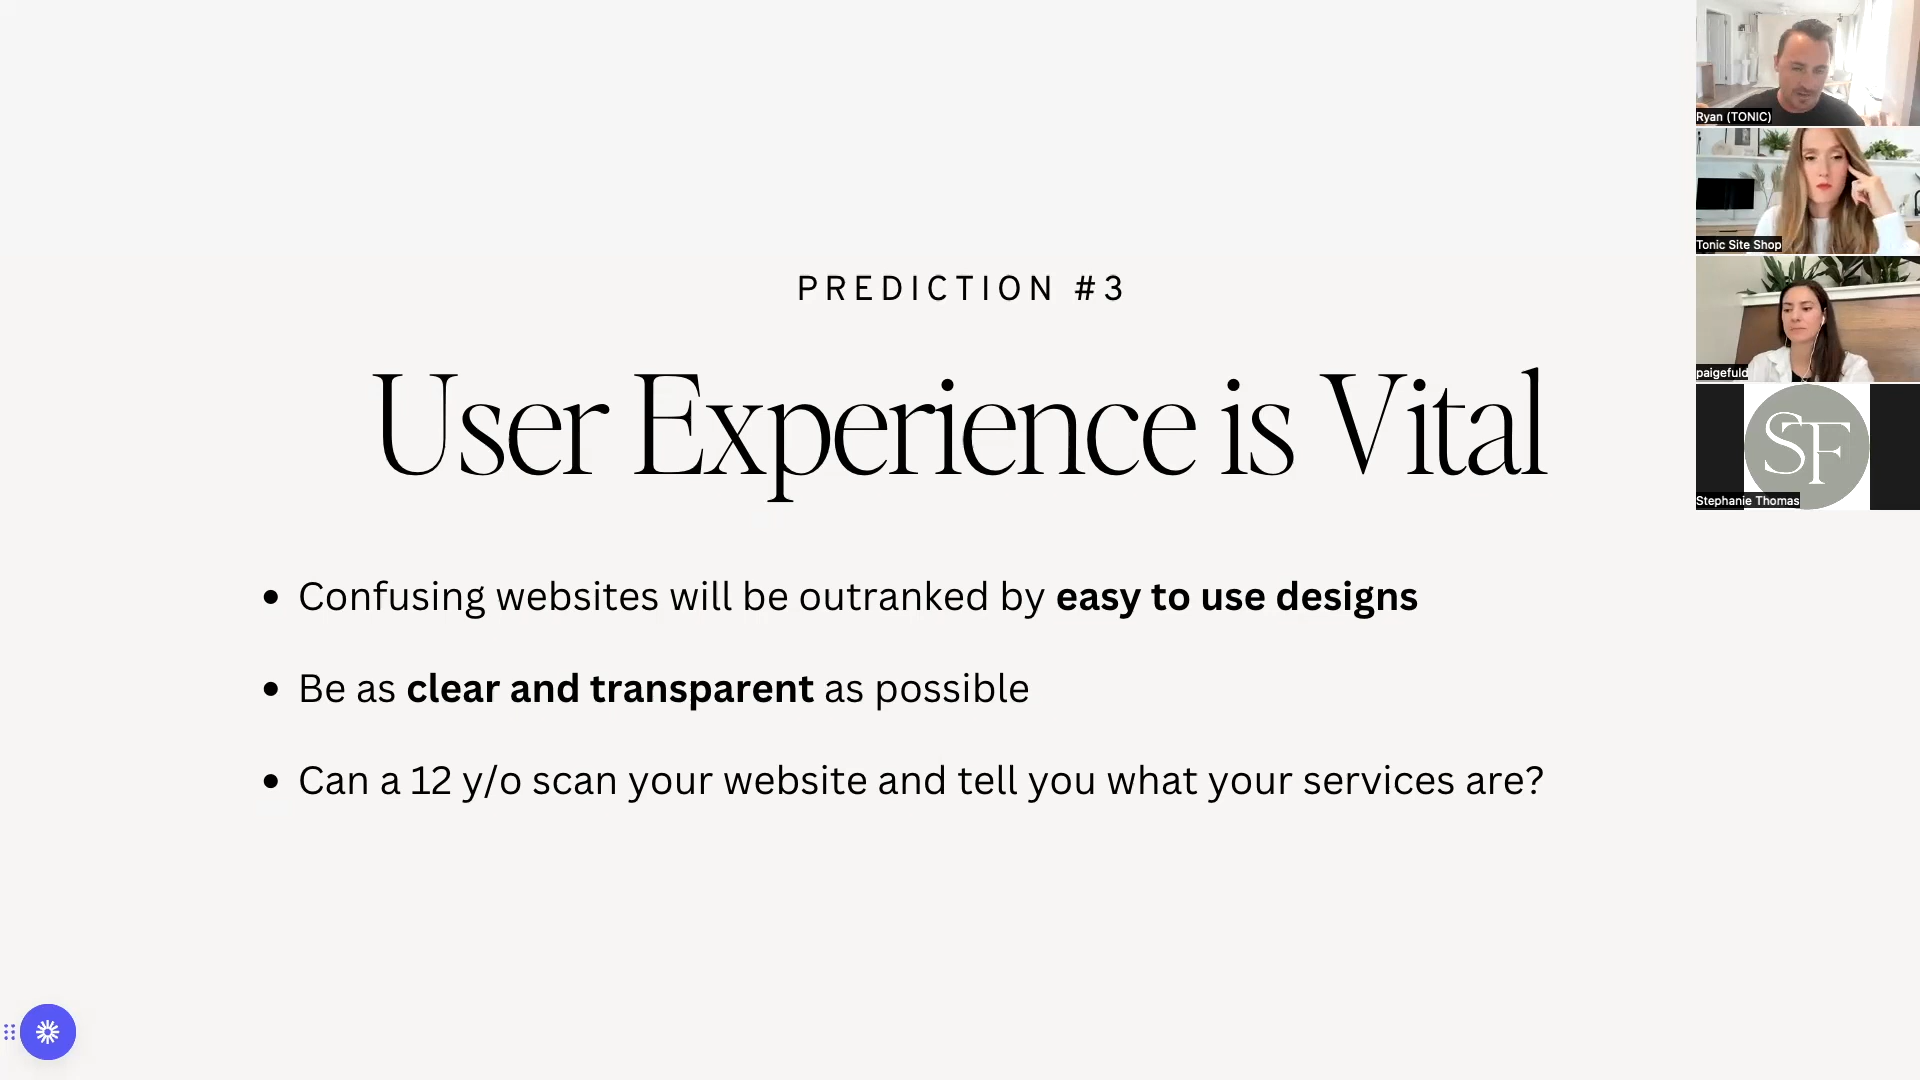 PREDICTION #3
User Experience is Vital
• Confusing websites will be outranked by easy to use designs
• Be as clear and transparent as possible
• Can a 12 y/o scan your website and tell you what your services are?
Ryan (TONIC)
Tonic Site Shop
paigefuld
SF
Stephanie Thomas